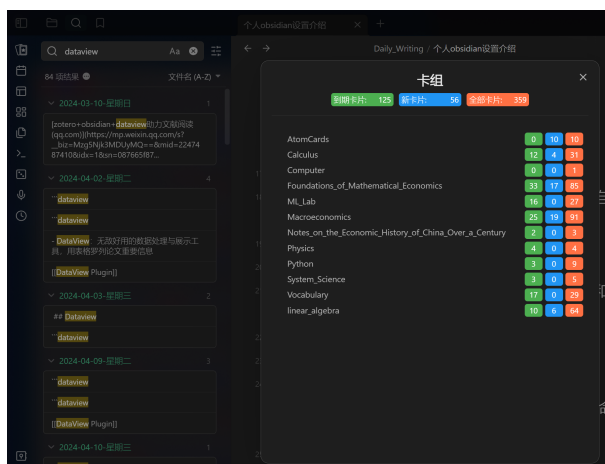 个人obsidian设置介绍
dataview
Aa
84 项结果
文件名 (A-Z)
2024-03-10-星期日
1
[zotero+obsidian+dataview助力文献阅读
(qq.com)](https://mp.weixin.qq.com/s?
__biz=Mzg5Njk3MDUyMQ==&mid=22474
87410&idx=1&sn=087665f87...
2024-04-02-星期二
4
```dataview
```dataview
- DataView：无敌好用的数据处理与展示工
具，用表格罗列论文重要信息
[[DataView Plugin]]
2024-04-03-星期三
2
## Dataview
```dataview
2024-04-09-星期二
3
```dataview
```dataview
[[DataView Plugin]]
2024-04-10-星期三
1
```dataview
Daily_Writing / 个人obsidian设置介绍
卡组
到期卡片: 125 新卡片: 56 全部卡片: 359
AtomCards 0 10 10
Calculus 12 4 31
Computer 0 0 1
Foundations_of_Mathematical_Economics 33 17 85
ML_Lab 16 0 27
Macroeconomics 25 19 91
Notes_on_the_Economic_History_of_China_Over_a_Century 2 0 3
Physics 4 0 4
Python 3 0 9
System_Science 3 0 5
Vocabulary 17 0 29
linear_algebra 10 6 64